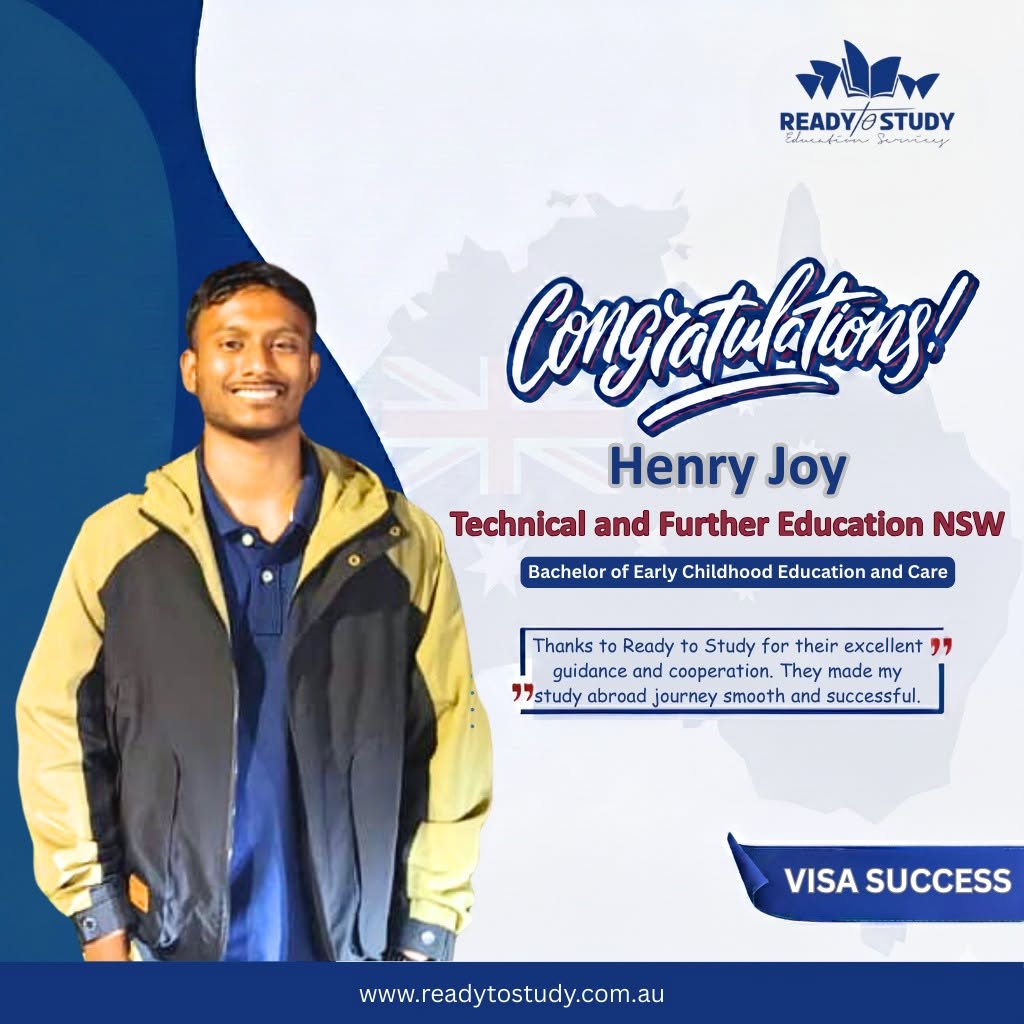 READY to STUDY
Education Services
Congratulations!
Henry Joy
Technical and Further Education NSW
Bachelor of Early Childhood Education and Care
Thanks to Ready to Study for their excellent
guidance and cooperation. They made my
study abroad journey smooth and successful.
VISA SUCCESS
www.readytostudy.com.au